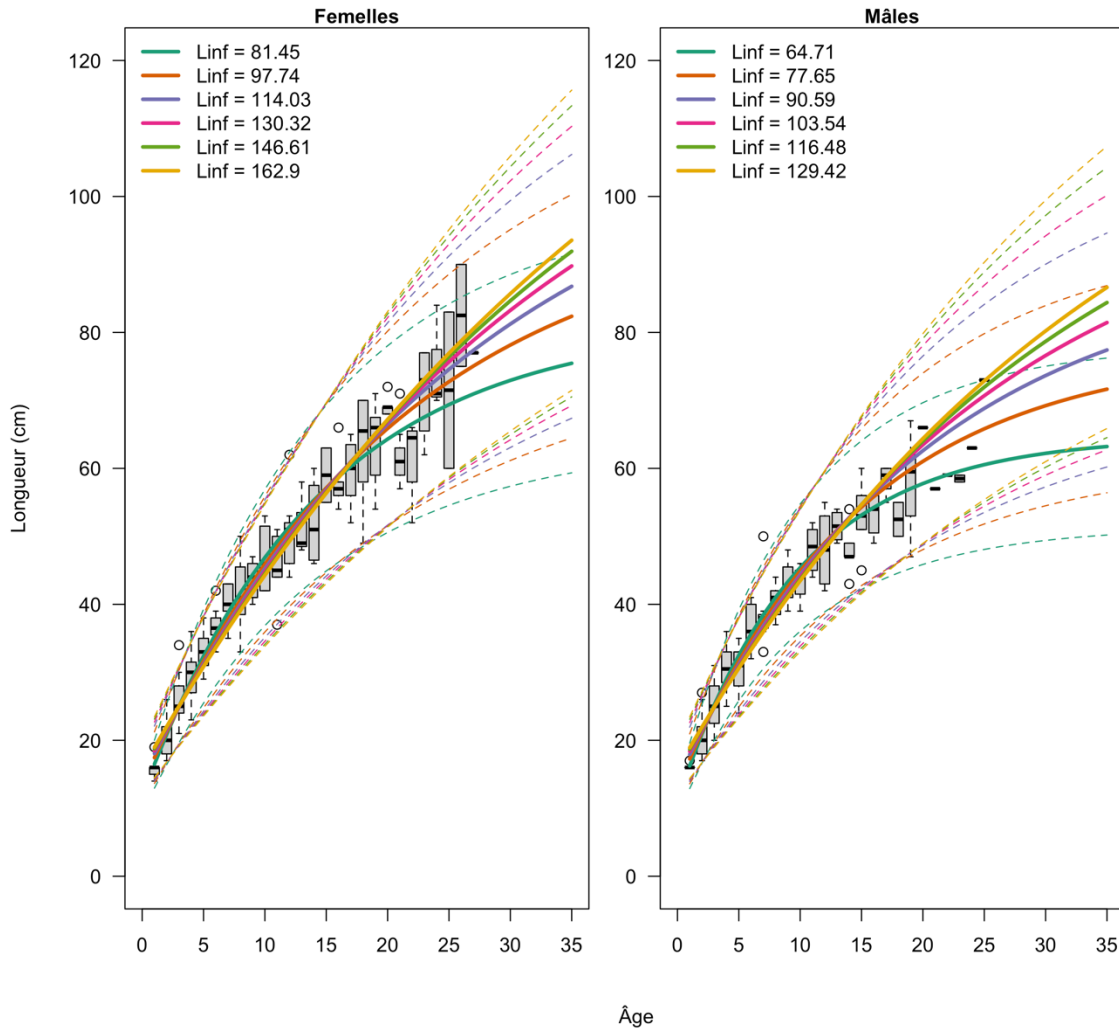 Femelles
Linf = 81.45
Linf = 97.74
Linf = 114.03
Linf = 130.32
Linf = 146.61
Linf = 162.9
120
100
80
60
40
20
0
0 5 10 15 20 25 30 35
Mâles
Linf = 64.71
Linf = 77.65
Linf = 90.59
Linf = 103.54
Linf = 116.48
Linf = 129.42
120
100
80
60
40
20
0
0 5 10 15 20 25 30 35
Longueur (cm)
Âge